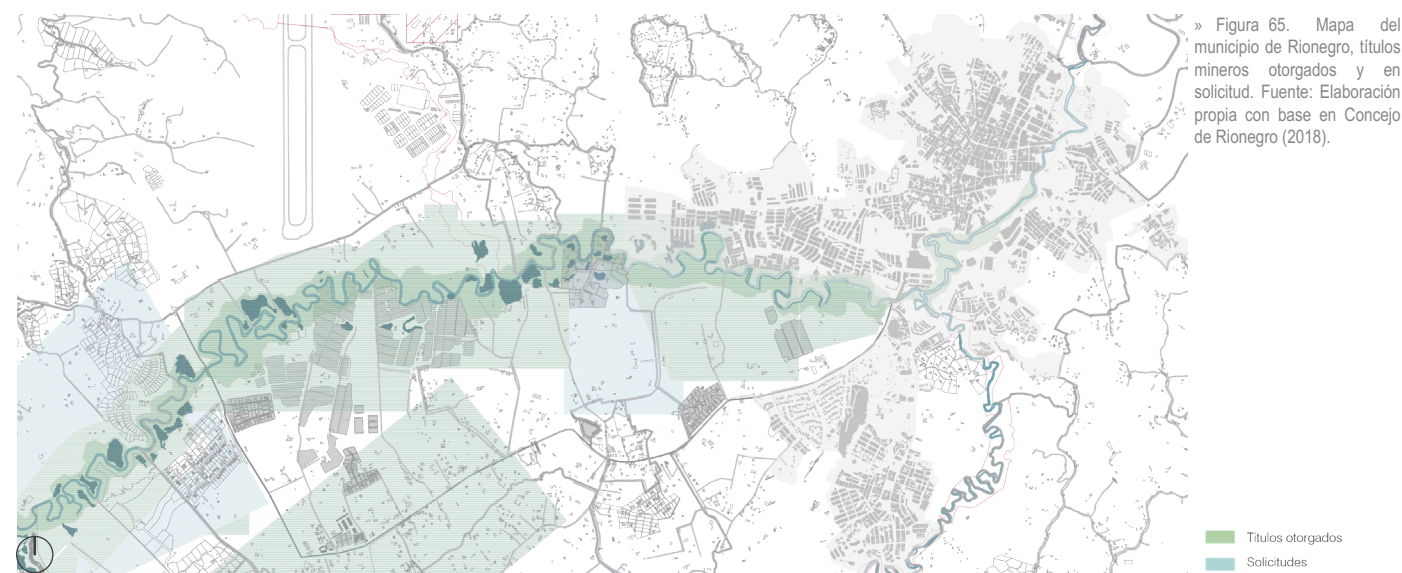 » Figura 65. Mapa del
municipio de Rionegro, títulos
mineros otorgados y en
solicitud. Fuente: Elaboración
propia con base en Concejo
de Rionegro (2018).
Títulos otorgados
Solicitudes